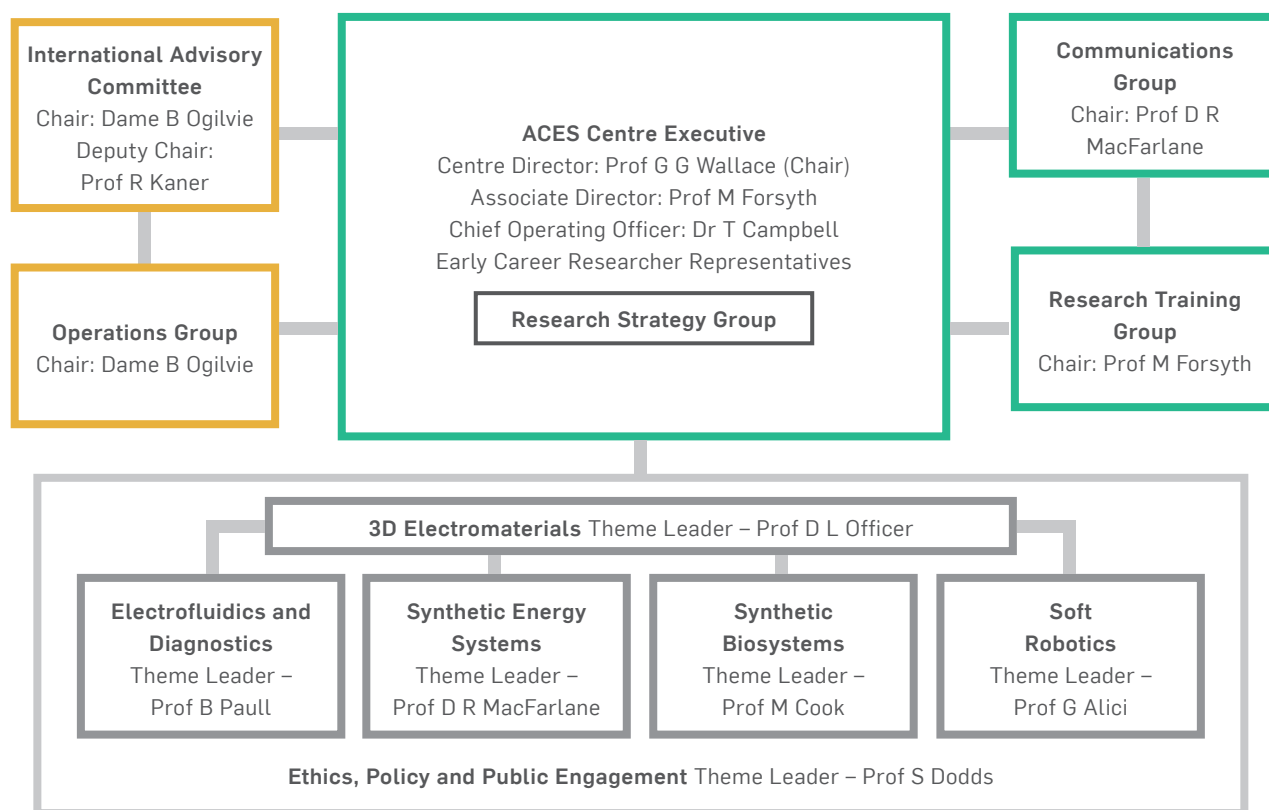 International Advisory
Committee
Chair: Dame B Ogilvie
Deputy Chair:
Prof R Kaner
Operations Group
Chair: Dame B Ogilvie
ACES Centre Executive
Centre Director: Prof G G Wallace (Chair)
Associate Director: Prof M Forsyth
Chief Operating Officer: Dr T Campbell
Early Career Researcher Representatives
Research Strategy Group
Communications
Group
Chair: Prof D R
MacFarlane
Research Training
Group
Chair: Prof M Forsyth
3D Electromaterials Theme Leader – Prof D L Officer
Electrofluidics and
Diagnostics
Theme Leader –
Prof B Paull
Synthetic Energy
Systems
Theme Leader –
Prof D R MacFarlane
Synthetic
Biosystems
Theme Leader –
Prof M Cook
Soft
Robotics
Theme Leader –
Prof G Alici
Ethics, Policy and Public Engagement Theme Leader – Prof S Dodds